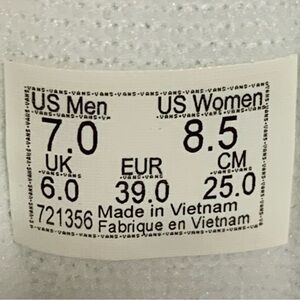 US Men US Women
7.0 8.5
UK EUR CM
6.0 39.0 25.0
721356 Made in Vietnam
Fabrique en Vietnam